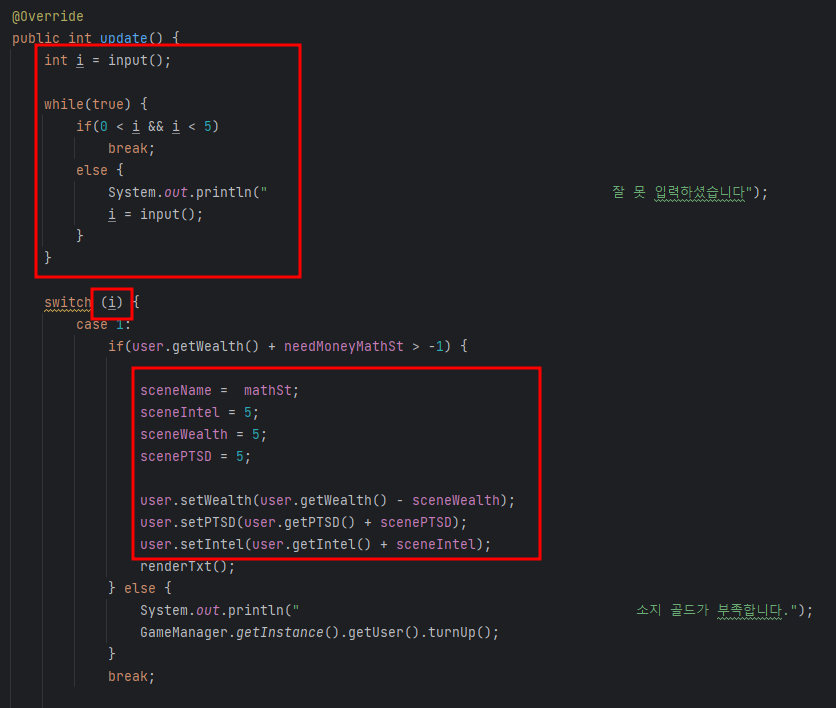 @Override
public int update() {
int i = input();
while(true) {
if(0 < i && i < 5)
break;
else {
System.out.println("                                           잘 못 입력하셨습니다");
i = input();
}
}
switch (i) {
case 1:
if(user.getWealth() + needMoneyMathSt > -1) {
sceneName =  mathSt;
sceneIntel = 5;
sceneWealth = 5;
scenePTSD = 5;
user.setWealth(user.getWealth() - sceneWealth);
user.setPTSD(user.getPTSD() + scenePTSD);
user.setIntel(user.getIntel() + sceneIntel);
renderTxt();
} else {
System.out.println("                                          소지 골드가 부족합니다.");
GameManager.getInstance().getUser().turnUp();
}
break;